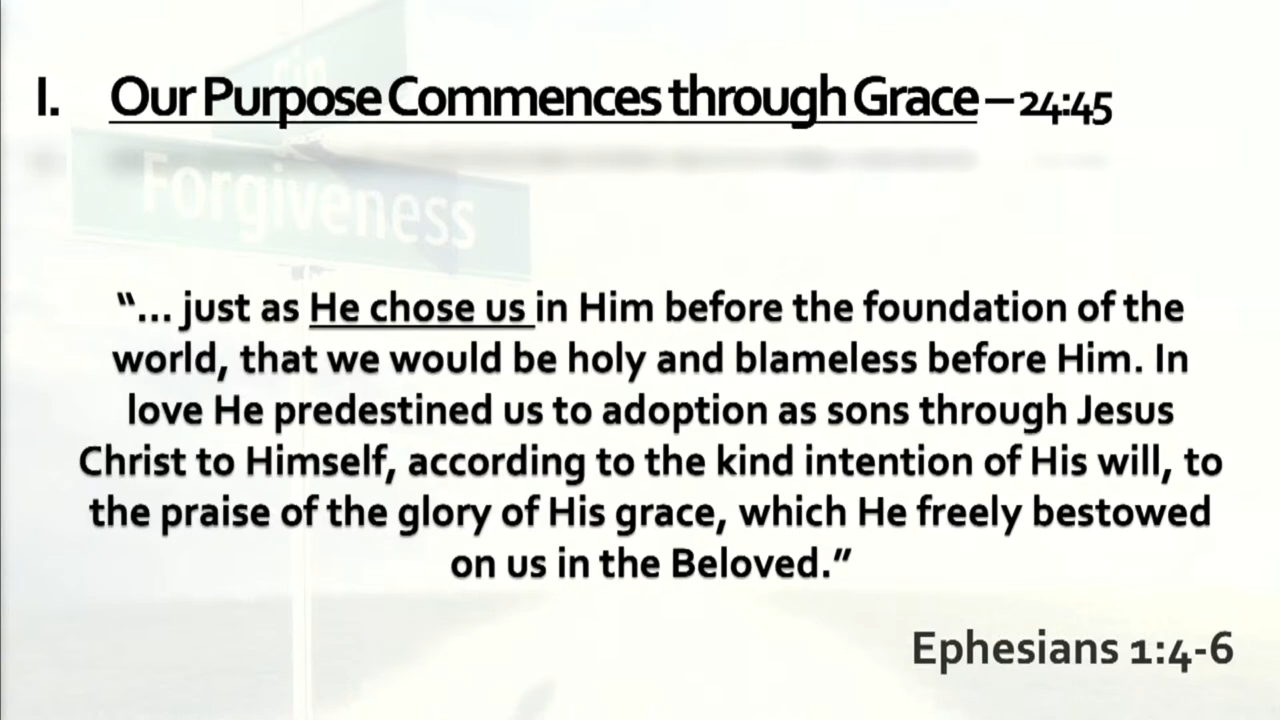 I. Our Purpose Commences through Grace – 24:45
Sin
Forgiveness
“… just as He chose us in Him before the foundation of the
world, that we would be holy and blameless before Him. In
love He predestined us to adoption as sons through Jesus
Christ to Himself, according to the kind intention of His will, to
the praise of the glory of His grace, which He freely bestowed
on us in the Beloved.”
Ephesians 1:4-6